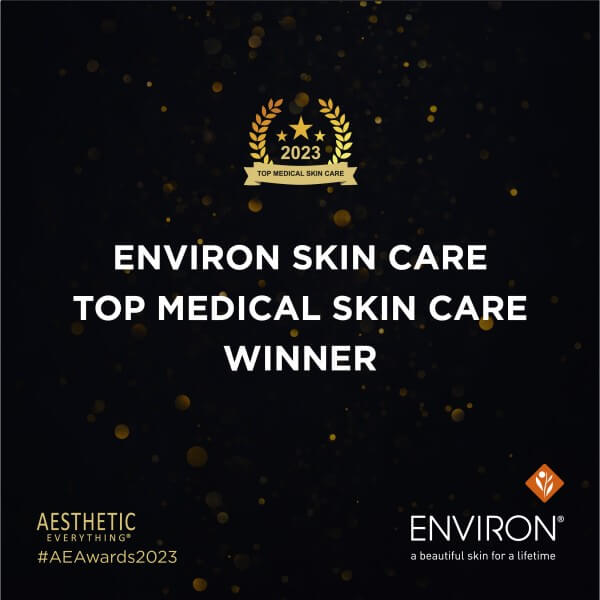 2023
TOP MEDICAL SKIN CARE
ENVIRON SKIN CARE
TOP MEDICAL SKIN CARE
WINNER
AESTHETIC
EVERYTHING®
#AEAwards2023
ENVIRON®
a beautiful skin for a lifetime